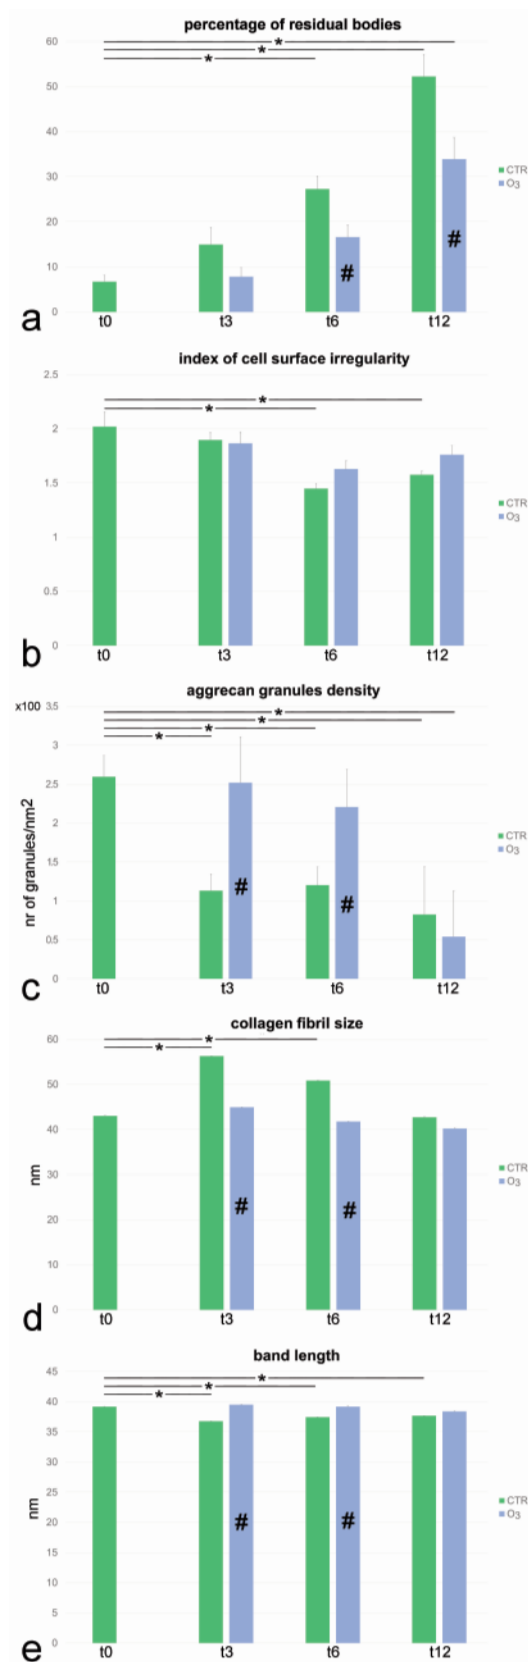 percentage of residual bodies
60
*
*
*
50
40
30
CTR
O3
20
#
#
10
0
a
t0 t3 t6 t12
index of cell surface irregularity
2.5
*
*
2
1.5
CTR
O3
1
0.5
0
b
t0 t3 t6 t12
aggrecan granules density
x100 3.5
*
*
*
*
3
2.5
2
CTR
O3
1.5
nr of granules/nm2
#
#
1
0.5
0
c
t0 t3 t6 t12
collagen fibril size
60
*
*
50
40
30
CTR
O3
nm
#
#
20
10
0
d
t0 t3 t6 t12
band length
45
*
*
*
40
35
30
25
CTR
O3
nm
20
#
#
15
10
5
0
e
t0 t3 t6 t12